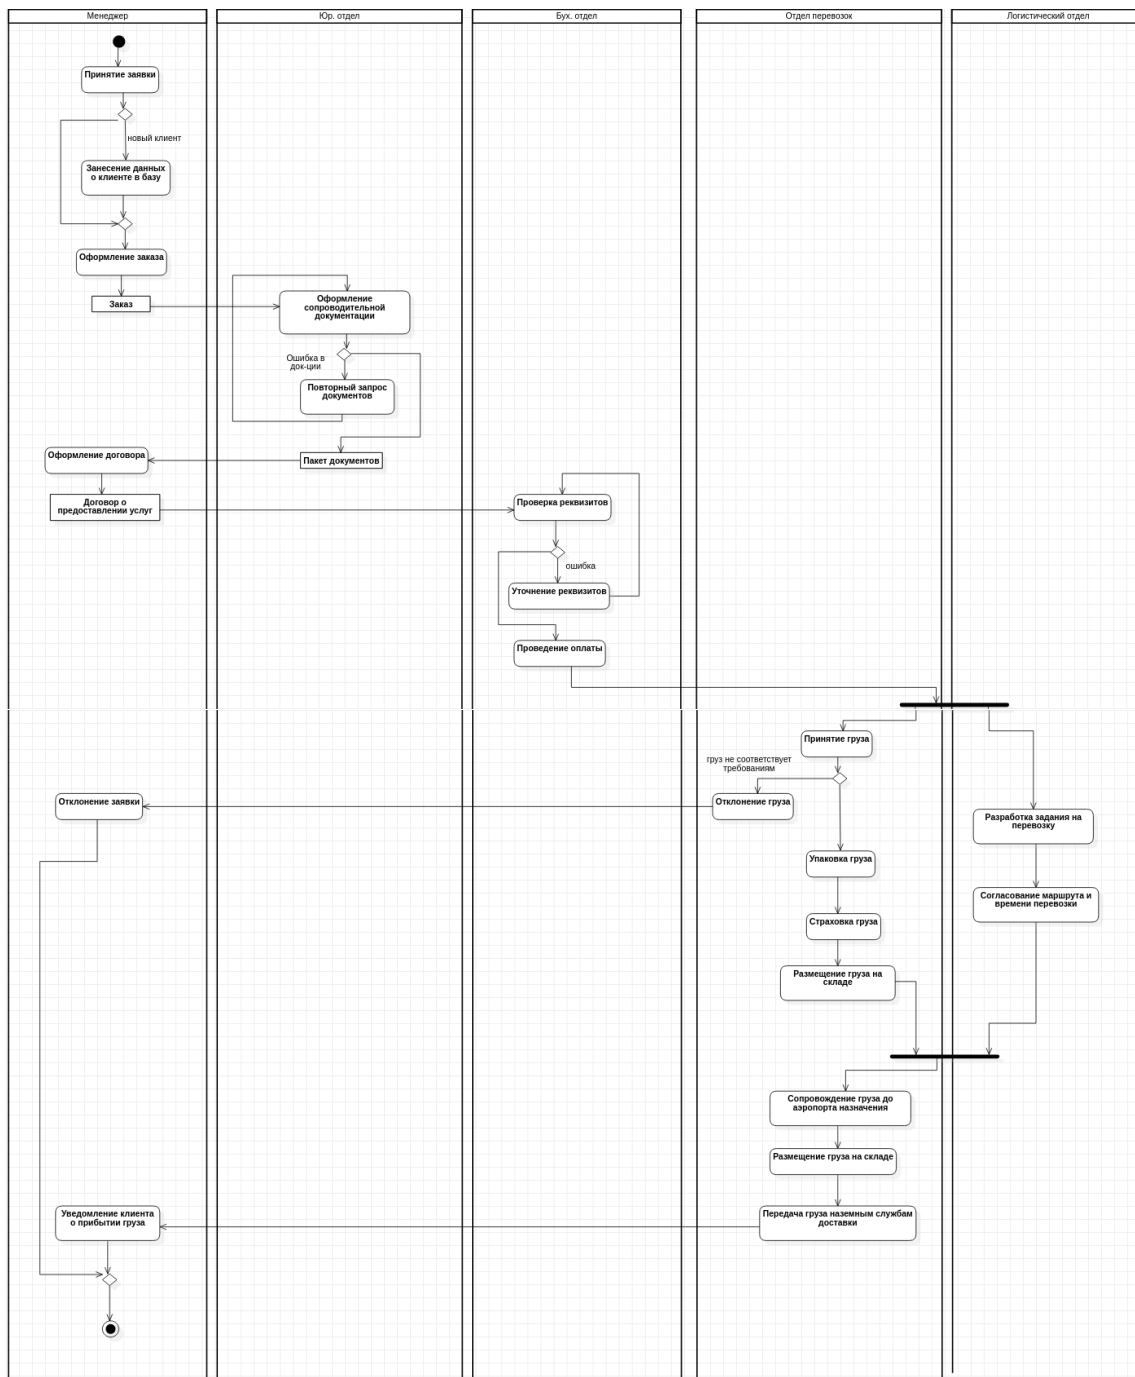 Менеджер
Юр. отдел
Бух. отдел
Отдел перевозок
Логистический отдел
Принятие заявки
новый клиент
Занесение данных
о клиенте в базу
Оформление заказа
Заказ
Оформление
сопроводительной
документации
Ошибка в
док-ции
Повторный запрос
документов
Пакет документов
Оформление договора
Договор о
предоставлении услуг
Проверка реквизитов
ошибка
Уточнение реквизитов
Проведение оплаты
Принятие груза
груз не соответствует
требованиям
Отклонение груза
Отклонение заявки
Разработка задания на
перевозку
Упаковка груза
Согласование маршрута и
времени перевозки
Страховка груза
Размещение груза на
складе
Сопровождение груза до
аэропорта назначения
Размещение груза на складе
Передача груза наземным службам
доставки
Уведомление клиента
о прибытии груза